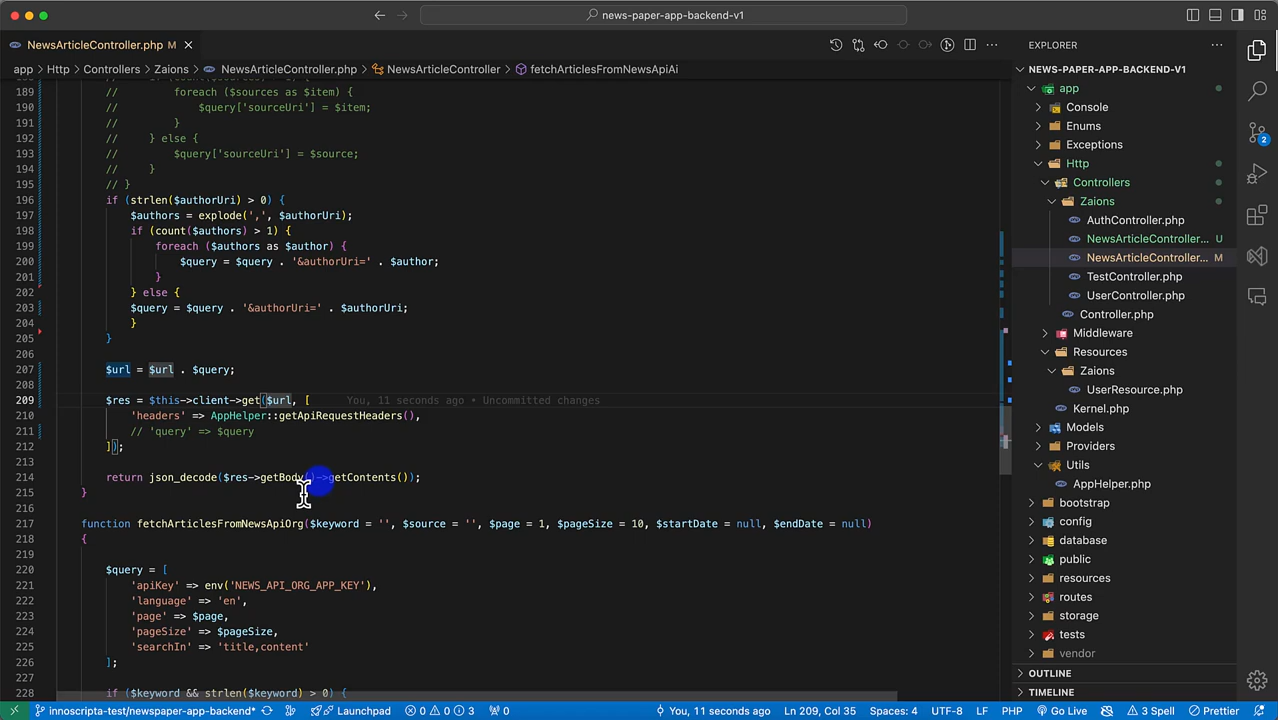 news-paper-app-backend-v1
NewsArticleController.php M
EXPLORER
app > Http > Controllers > Zaions > NewsArticleController.php > NewsArticleController > fetchArticlesFromNewsApiAi
189 // foreach ($sources as $item) {
190 // $query['sourceUri'] = $item;
191 // }
192 // } else {
193 // $query['sourceUri'] = $source;
194 // }
195 // }
196 if (strlen($authorUri) > 0) {
197 $authors = explode(',', $authorUri);
198 if (count($authors) > 1) {
199 foreach ($authors as $author) {
200 $query = $query . '&authorUri=' . $author;
201 }
202 } else {
203 $query = $query . '&authorUri=' . $authorUri;
204 }
205 }
206
207 $url = $url . $query;
208
209 $res = $this->client->get($url, [ You, 11 seconds ago • Uncommitted changes
210 'headers' => AppHelper::getApiRequestHeaders(),
211 // 'query' => $query
212 ]);
213
214 return json_decode($res->getBody()->getContents());
215 }
216
217 function fetchArticlesFromNewsApiOrg($keyword = '', $source = '', $page = 1, $pageSize = 10, $startDate = null, $endDate = null)
218 {
219
220 $query = [
221 'apiKey' => env('NEWS_API_ORG_APP_KEY'),
222 'language' => 'en',
223 'page' => $page,
224 'pageSize' => $pageSize,
225 'searchIn' => 'title,content'
226 ];
227
228 if ($keyword && strlen($keyword) > 0) {
NEWS-PAPER-APP-BACKEND-V1
app
Console
Enums
Exceptions
Http
Controllers
Zaions
AuthController.php
NewsArticleController... U
NewsArticleController... M
TestController.php
UserController.php
Controller.php
Middleware
Resources
Zaions
UserResource.php
Kernel.php
Models
Providers
Utils
AppHelper.php
bootstrap
config
database
public
resources
routes
storage
tests
vendor
OUTLINE
TIMELINE
2
innoscripta-test/newspaper-app-backend* Launchpad 0 0 3 0 You, 11 seconds ago Ln 209, Col 35 Spaces: 4 UTF-8 LF PHP Go Live 3 Spell Prettier